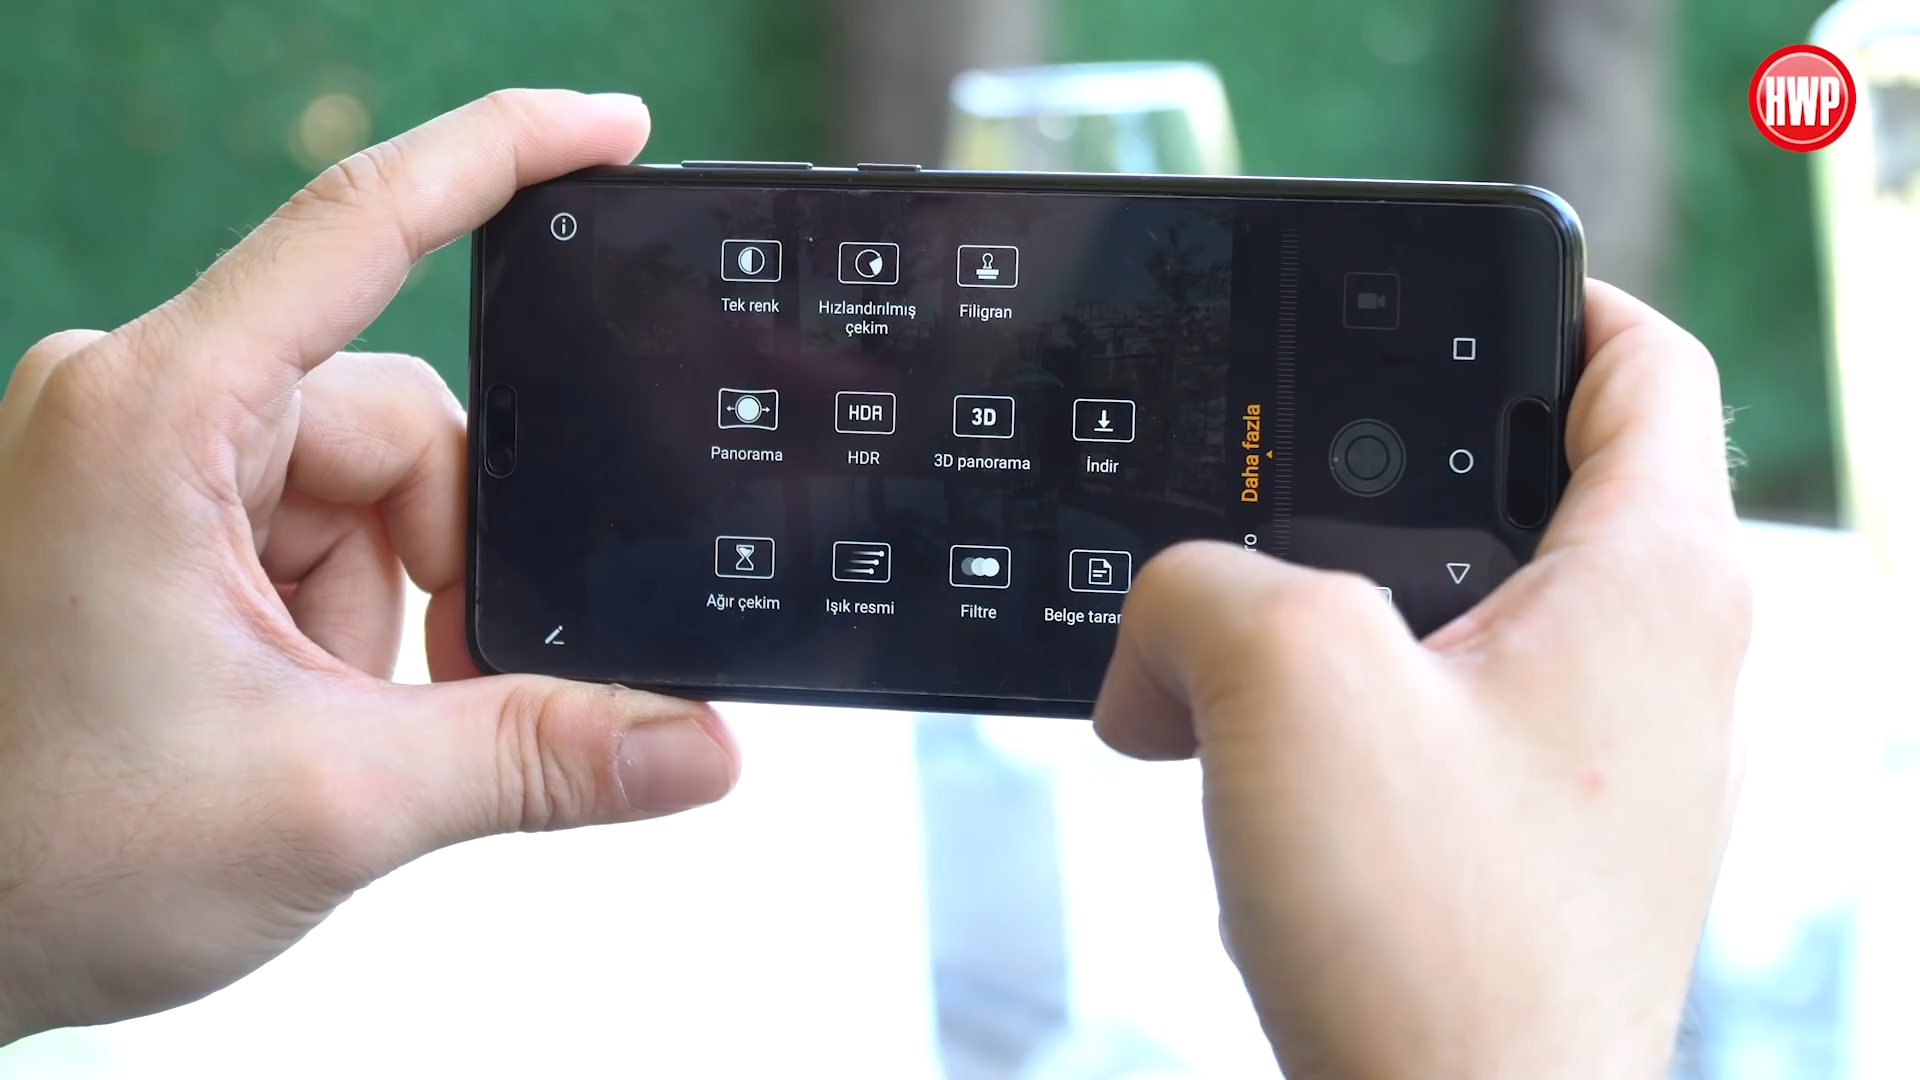 HWP
Tek renk
Hızlandırılmış
çekim
Filigran
Panorama
HDR
HDR
3D
3D panorama
İndir
Daha fazla
Ağır çekim
Işık resmi
Filtre
Belge